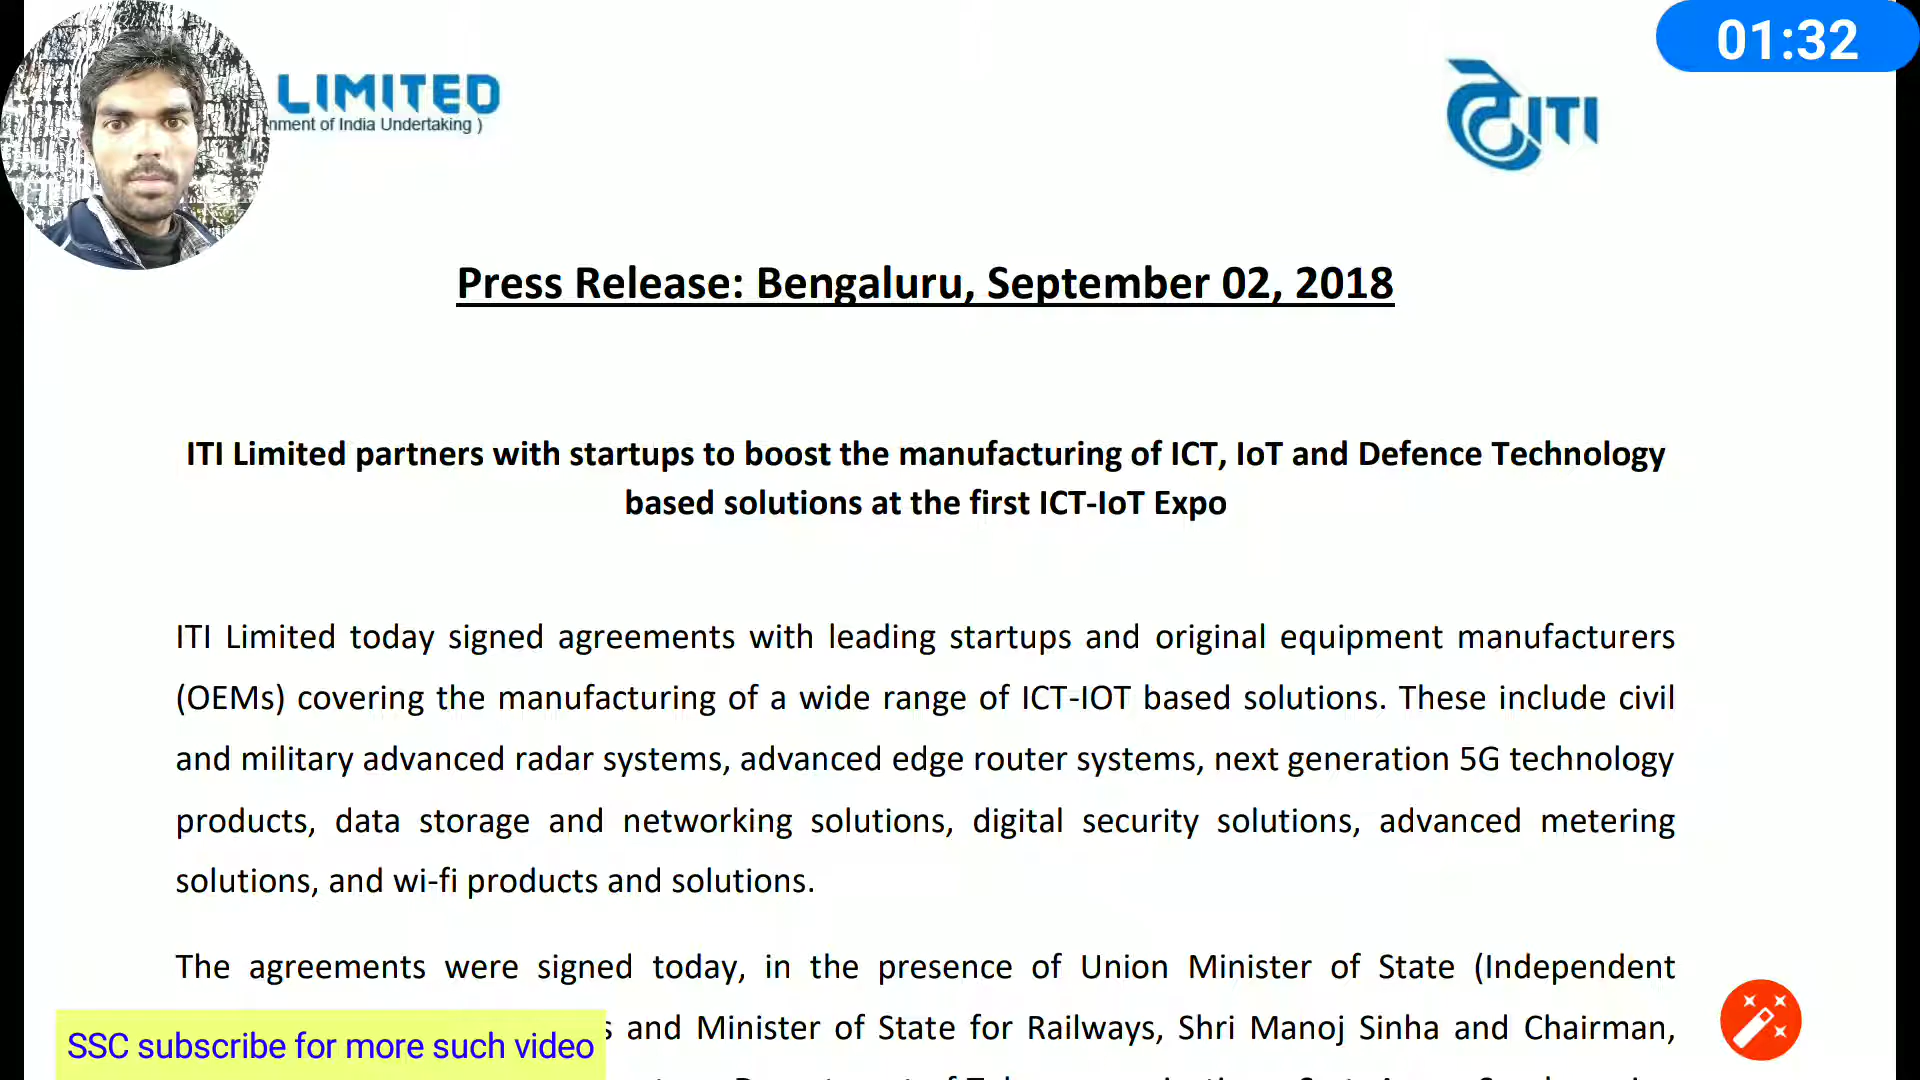 01:32
LIMITED
nment of India Undertaking )
ITI
Press Release: Bengaluru, September 02, 2018
ITI Limited partners with startups to boost the manufacturing of ICT, IoT and Defence Technology
based solutions at the first ICT-IoT Expo
ITI Limited today signed agreements with leading startups and original equipment manufacturers
(OEMs) covering the manufacturing of a wide range of ICT-IOT based solutions. These include civil
and military advanced radar systems, advanced edge router systems, next generation 5G technology
products, data storage and networking solutions, digital security solutions, advanced metering
solutions, and wi-fi products and solutions.
The agreements were signed today, in the presence of Union Minister of State (Independent
s and Minister of State for Railways, Shri Manoj Sinha and Chairman,
SSC subscribe for more such video